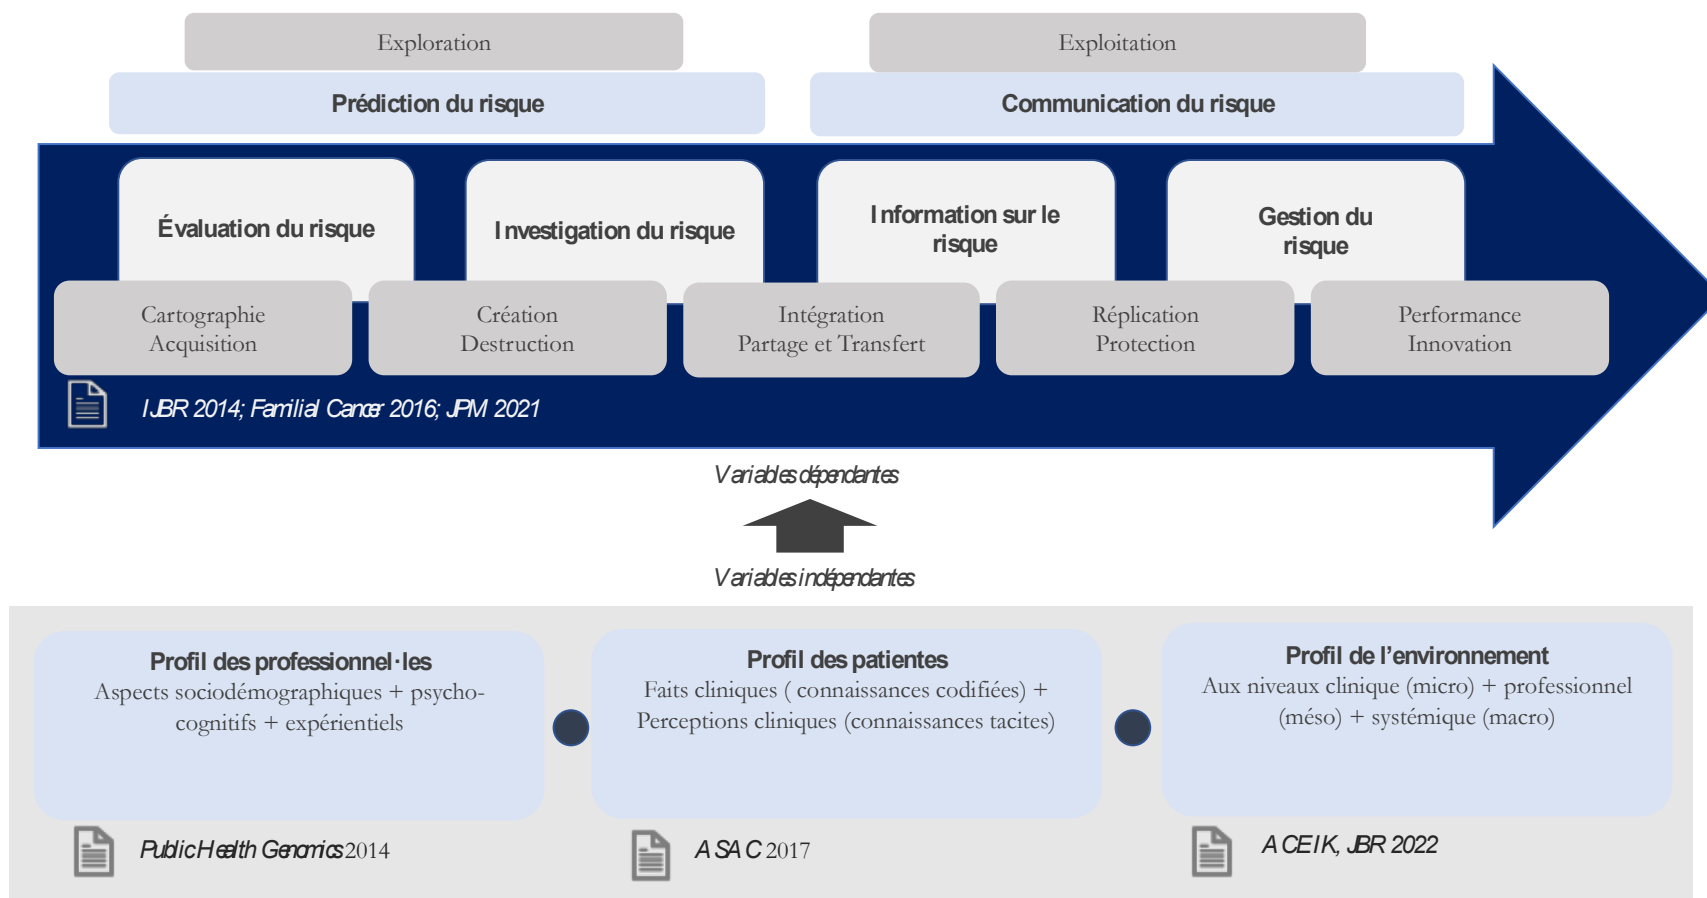 Exploration
Exploitation
Prédiction du risque
Communication du risque
Évaluation du risque
Investigation du risque
Information sur le
risque
Gestion du
risque
Cartographie
Acquisition
Création
Destruction
Intégration
Partage et Transfert
Réplication
Protection
Performance
Innovation
IJBR 2014; Familial Cancer 2016; JPM 2021
Variables dépendantes
Variables indépendantes
Profil des professionnel·les
Aspects sociodémographiques + psycho-
cognitifs + expérientiels
Profil des patientes
Faits cliniques ( connaissances codifiées) +
Perceptions cliniques (connaissances tacites)
Profil de l’environnement
Aux niveaux clinique (micro) + professionnel
(méso) + systémique (macro)
Public Health Genomics 2014
ASAC 2017
ACEIK, JBR 2022